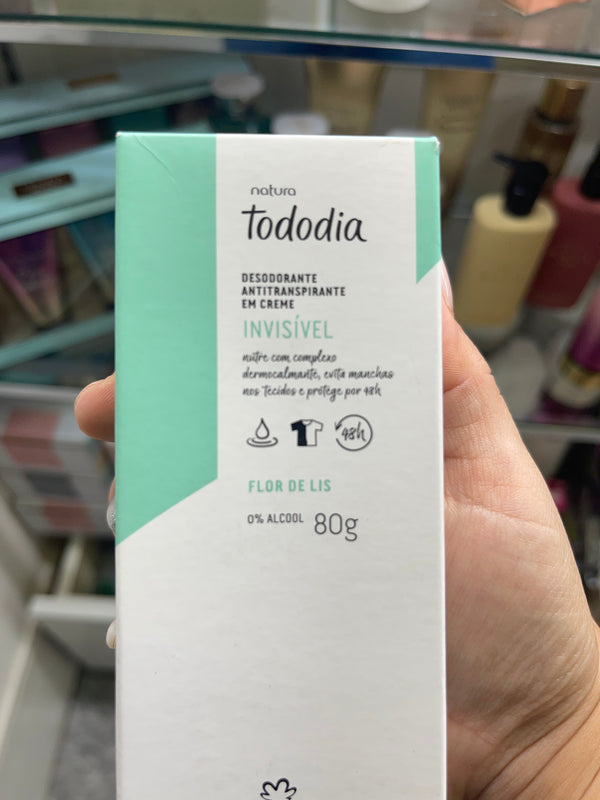 natura
Tododia
DESODORANTE
ANTITRANSPIRANTE
EM CREME
INVISÍVEL
nutre com complexo
dermocalmante, evita manchas
nos tecidos e protege por 48h
48h
FLOR DE LIS
0% ALCOOL 80g